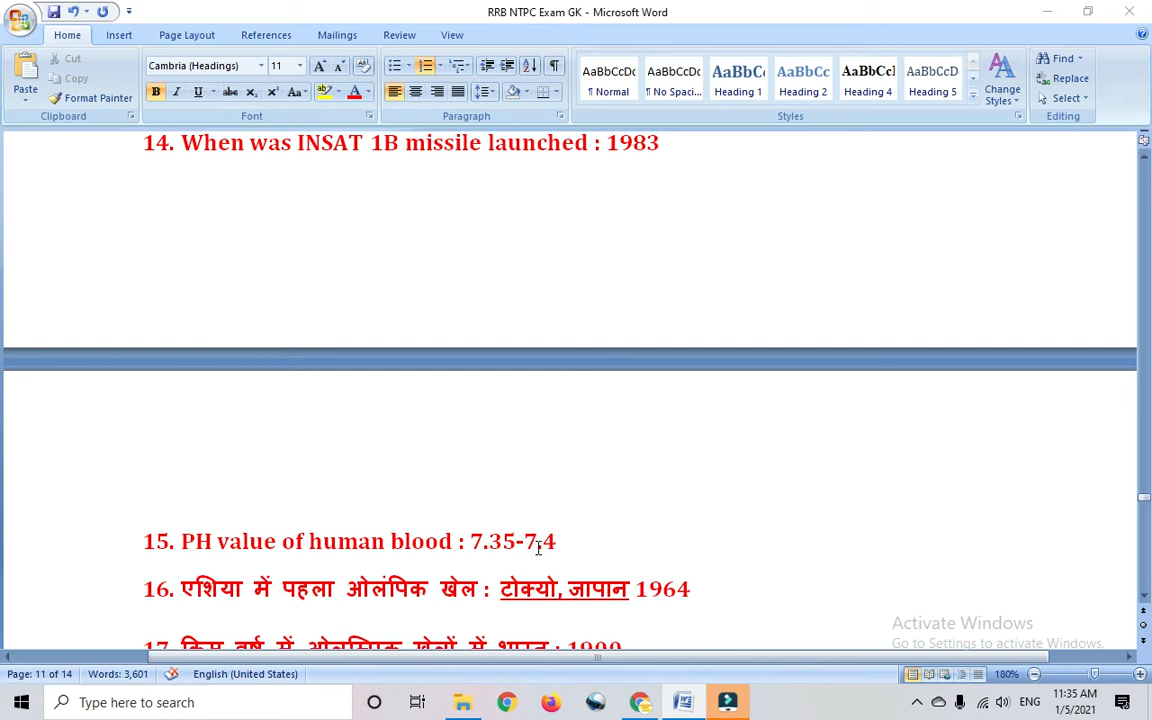 RRB NTPC Exam GK - Microsoft Word
Home Insert Page Layout References Mailings Review View
Paste
Cut
Copy
Format Painter
Clipboard
Cambria (Headings) 11
Font
Paragraph
AaBbCcDc AaBbCcDc AaBbC AaBbCc AaBbCcI AaBbCcD
¶ Normal ¶ No Spaci... Heading 1 Heading 2 Heading 4 Heading 5
Styles
Change Styles
Find
Replace
Select
Editing
14. When was INSAT 1B missile launched : 1983
15. PH value of human blood : 7.35-7.4
16. एशिया में पहला ओलंपिक खेल : टोक्यो, जापान 1964
17. किस वर्ष में ओलम्पिक खेलों में भारत : 1900
Activate Windows
Go to Settings to activate Windows.
Page: 11 of 14 Words: 3,601 English (United States) 180%
Type here to search
ENG
11:35 AM
1/5/2021